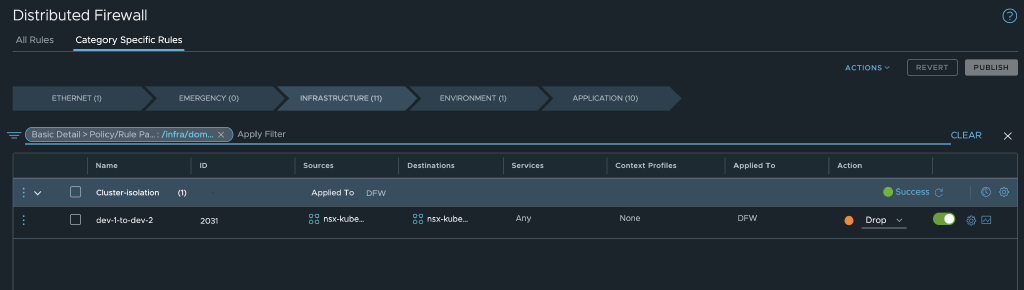 Distributed Firewall
All Rules Category Specific Rules
ACTIONS REVERT PUBLISH
ETHERNET (1) EMERGENCY (0) INFRASTRUCTURE (11) ENVIRONMENT (1) APPLICATION (10)
Basic Detail > Policy/Rule Pa... : /infra/dom... Apply Filter CLEAR
Name ID Sources Destinations Services Context Profiles Applied To Action
Cluster-isolation (1) Applied To DFW Success
dev-1-to-dev-2 2031 nsx-kube... nsx-kube... Any None DFW Drop